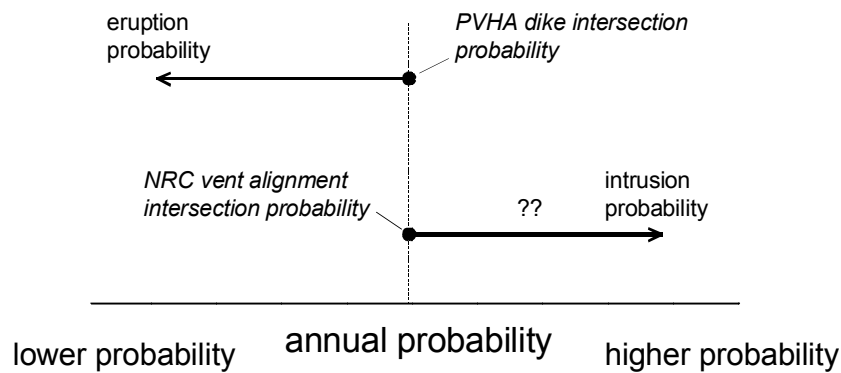 eruption
probability
PVHA dike intersection
probability
NRC vent alignment
intersection probability
??
intrusion
probability
lower probability
annual probability
higher probability